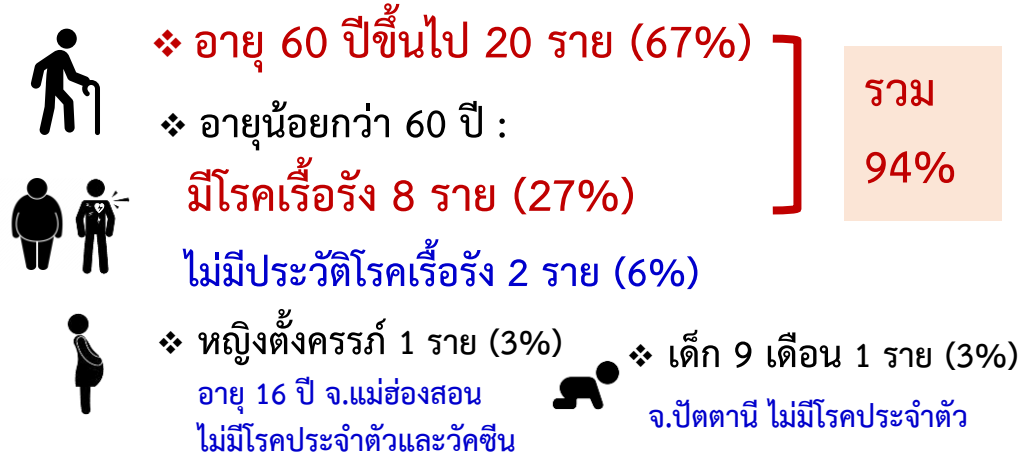 ❖ อายุ 60 ปีขึ้นไป 20 ราย (67%)
❖ อายุน้อยกว่า 60 ปี :
มีโรคเรื้อรัง 8 ราย (27%)
รวม
94%
ไม่มีประวัติโรคเรื้อรัง 2 ราย (6%)
❖ หญิงตั้งครรภ์ 1 ราย (3%)
อายุ 16 ปี จ.แม่ฮ่องสอน
ไม่มีโรคประจำตัวและวัคซีน
❖ เด็ก 9 เดือน 1 ราย (3%)
จ.ปัตตานี ไม่มีโรคประจำตัว